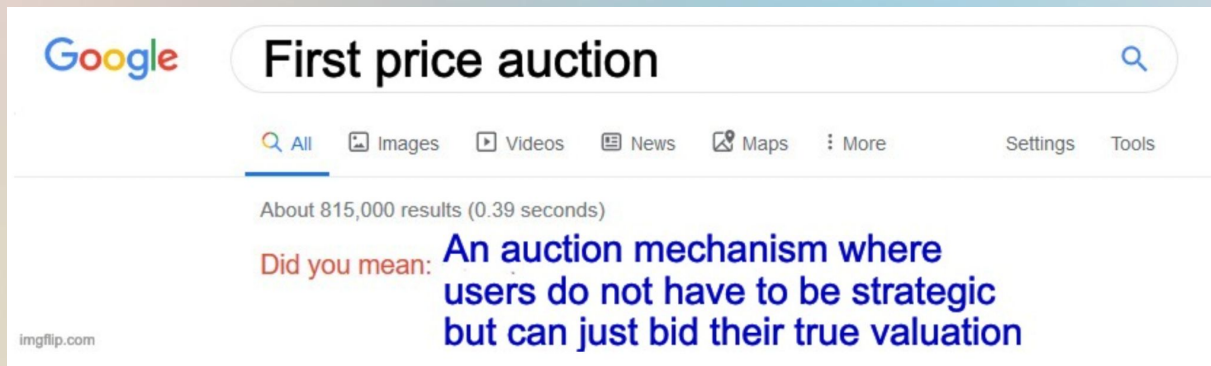 Google First price auction
All Images Videos News Maps More Settings Tools
About 815,000 results (0.39 seconds)
Did you mean: An auction mechanism where
users do not have to be strategic
but can just bid their true valuation
imgflip.com